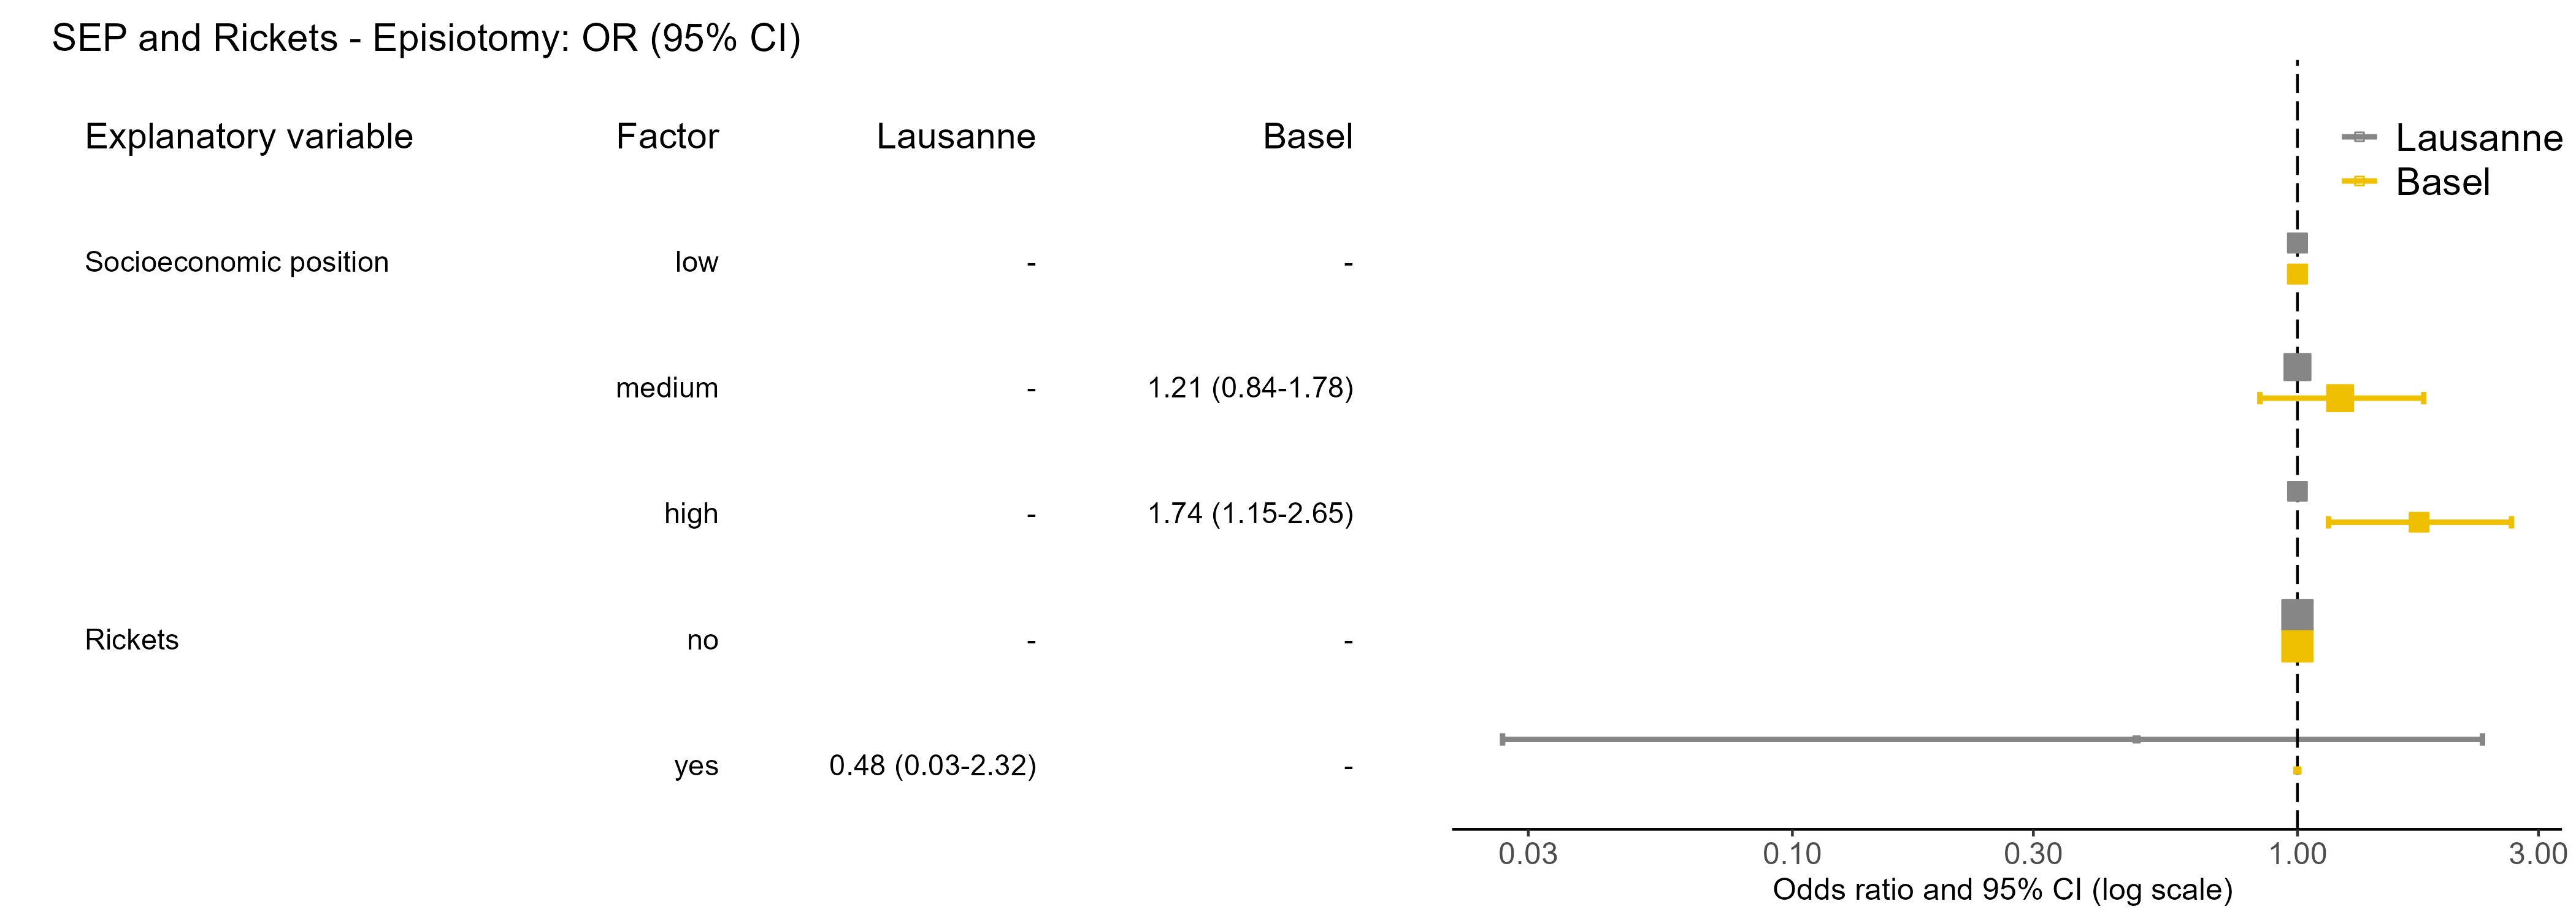 SEP and Rickets - Episiotomy: OR (95% CI)
Explanatory variable Factor Lausanne Basel
Lausanne
Basel
Socioeconomic position low - -
medium - 1.21 (0.84-1.78)
high - 1.74 (1.15-2.65)
Rickets no - -
yes 0.48 (0.03-2.32) -
0.03 0.10 0.30 1.00 3.00
Odds ratio and 95% CI (log scale)